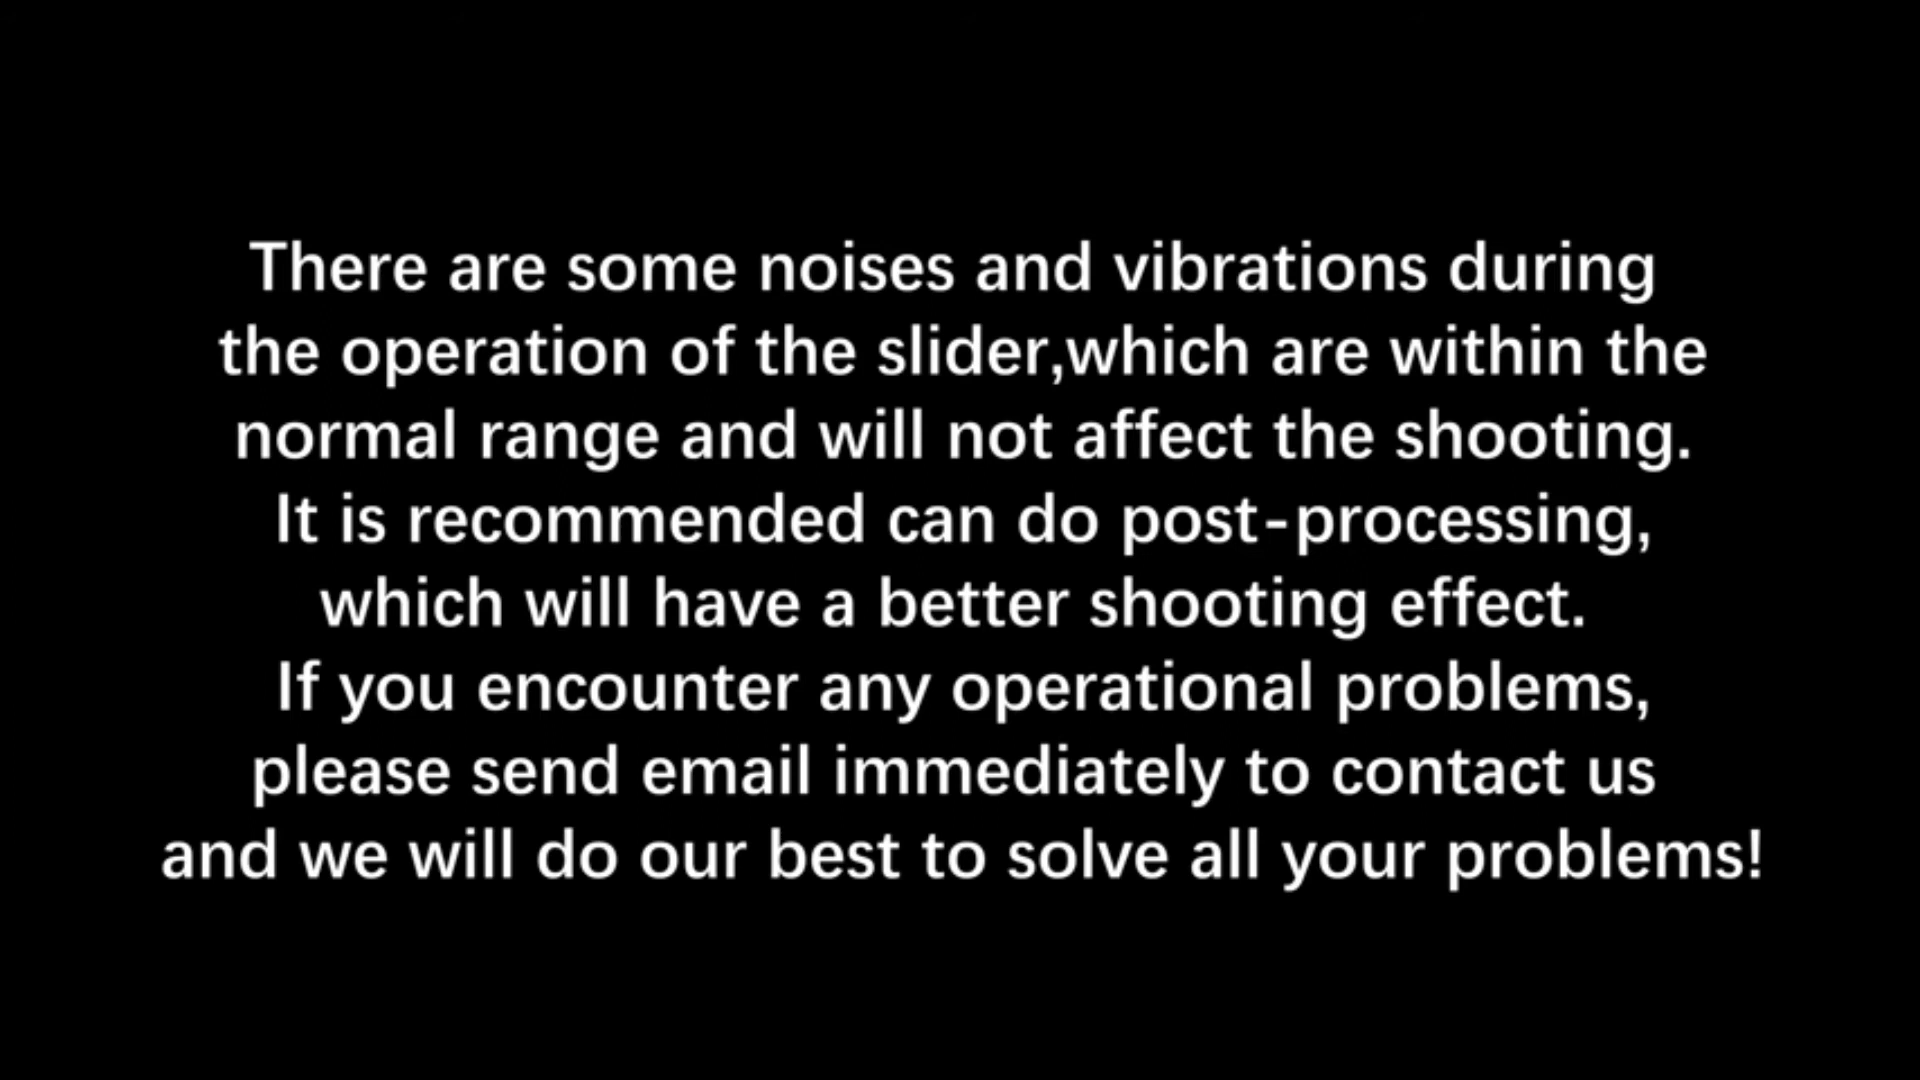 There are some noises and vibrations during
the operation of the slider,which are within the
normal range and will not affect the shooting.
It is recommended can do post-processing,
which will have a better shooting effect.
If you encounter any operational problems,
please send email immediately to contact us
and we will do our best to solve all your problems!